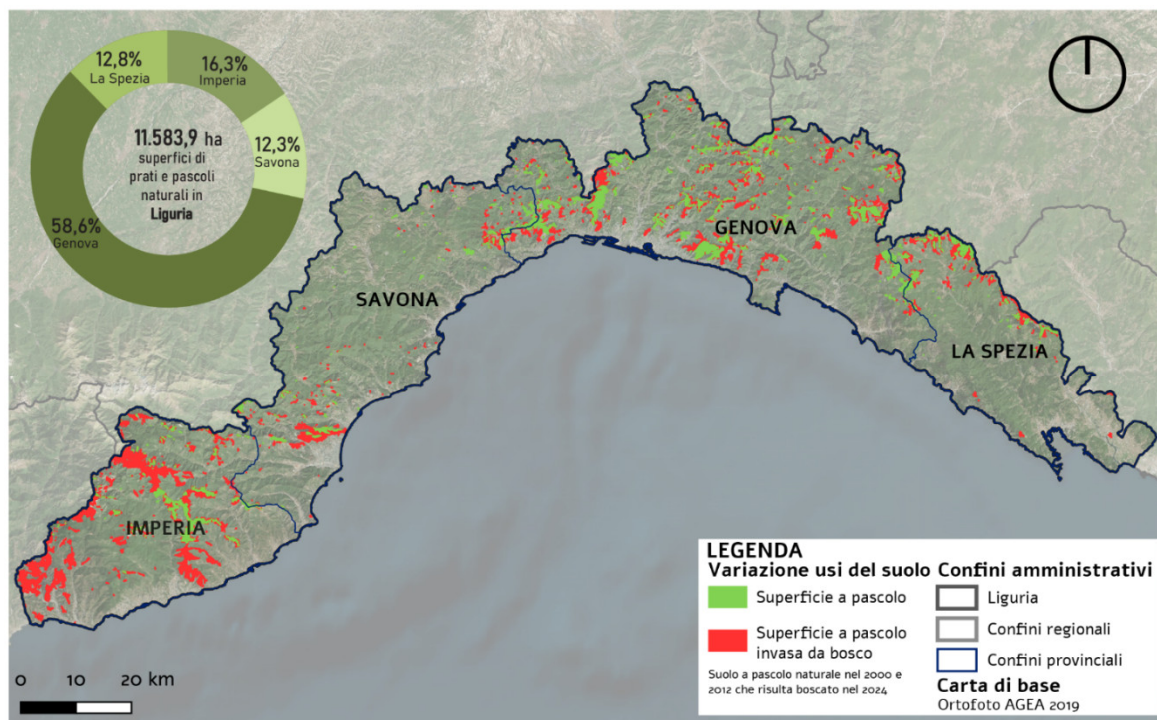 12,8%
La Spezia
16,3%
Imperia
12,3%
Savona
58,6%
Genova
11.583,9 ha
superfici di
prati e pascoli
naturali in
Liguria
GENOVA
SAVONA
LA SPEZIA
IMPERIA
0 10 20 km
LEGENDA
Variazione usi del suolo
Superficie a pascolo
Superficie a pascolo
invasa da bosco
Suolo a pascolo naturale nel 2000 e
2012 che risulta boscato nel 2024
Confini amministrativi
Liguria
Confini regionali
Confini provinciali
Carta di base
Ortofoto AGEA 2019